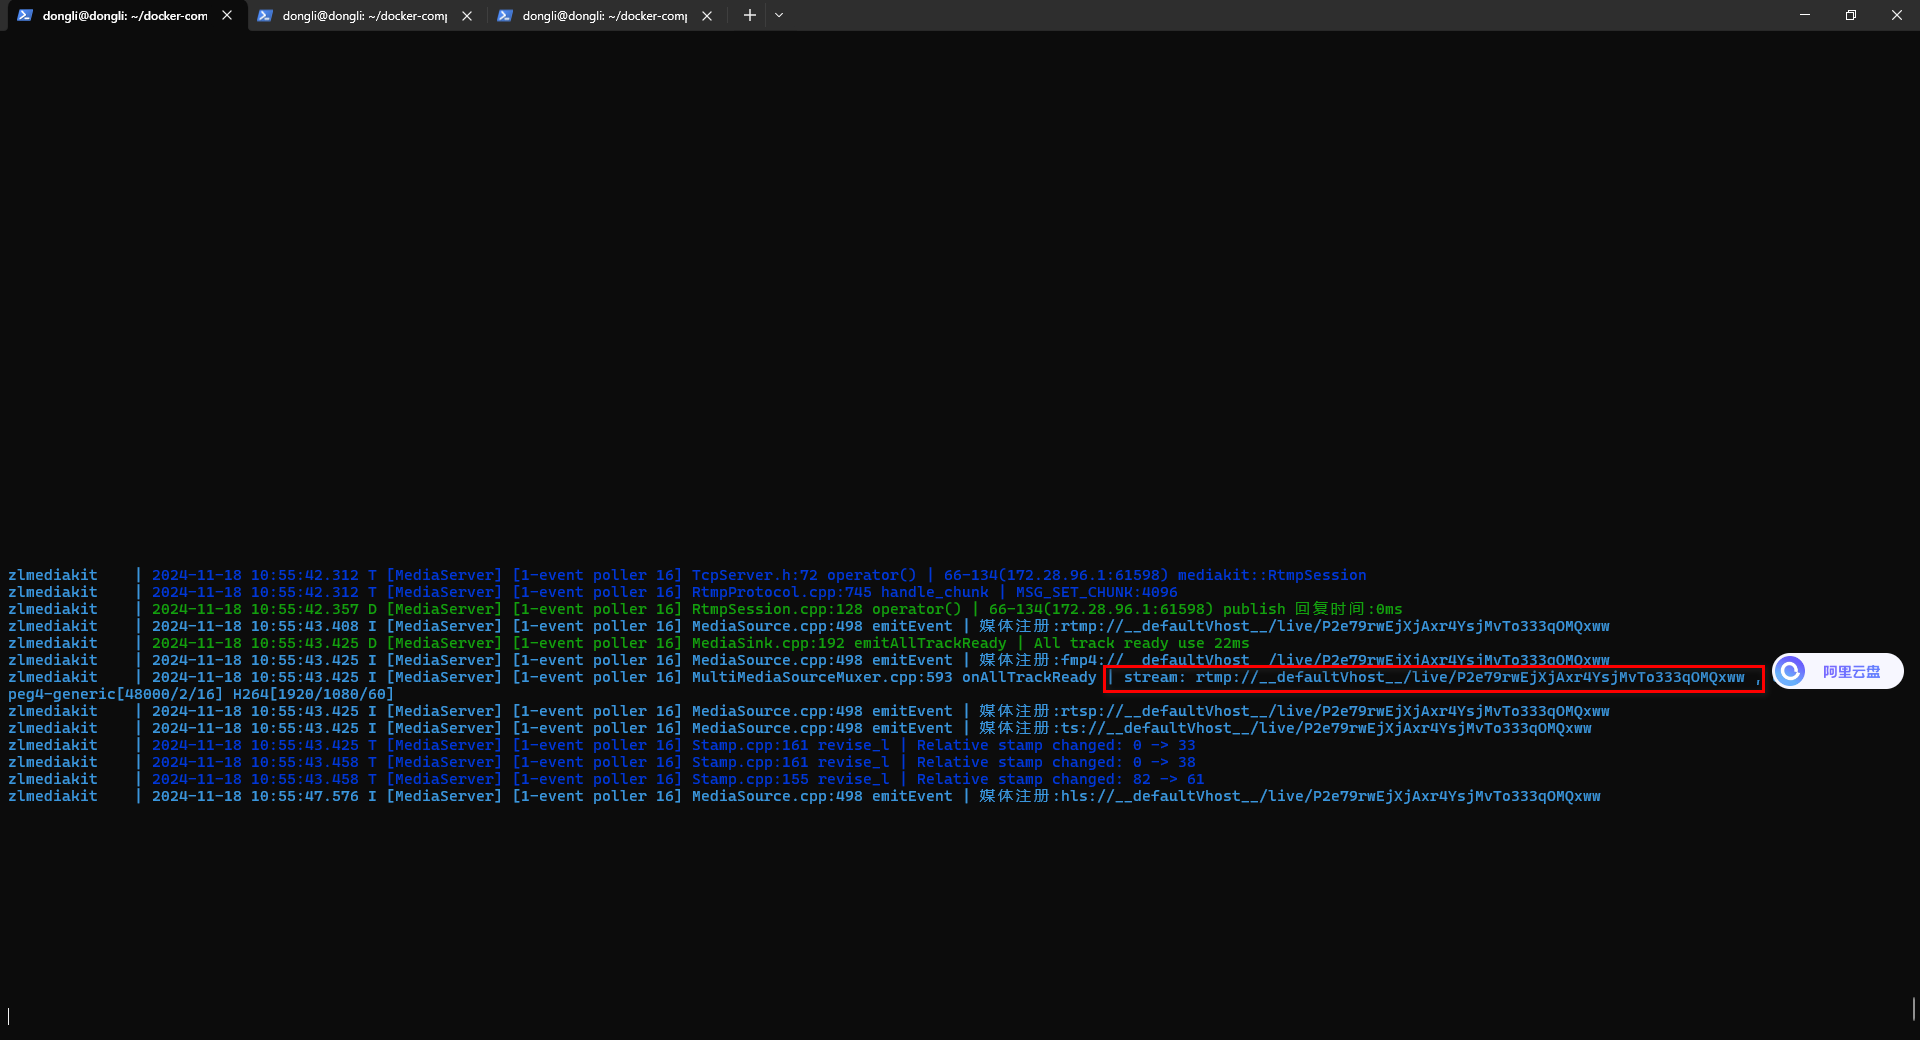 dongli@dongli: ~/docker-com
dongli@dongli: ~/docker-comp
dongli@dongli: ~/docker-comp
zlmediakit | 2024-11-18 10:55:42.312 T [MediaServer] [1-event poller 16] TcpServer.h:72 operator() | 66-134(172.28.96.1:61598) mediakit::RtmpSession
zlmediakit | 2024-11-18 10:55:42.312 T [MediaServer] [1-event poller 16] RtmpProtocol.cpp:745 handle_chunk | MSG_SET_CHUNK:4096
zlmediakit | 2024-11-18 10:55:42.357 D [MediaServer] [1-event poller 16] RtmpSession.cpp:128 operator() | 66-134(172.28.96.1:61598) publish 回复时间:0ms
zlmediakit | 2024-11-18 10:55:43.408 I [MediaServer] [1-event poller 16] MediaSource.cpp:498 emitEvent | 媒体注册:rtmp://__defaultVhost__/live/P2e79rwEjXjAxr4YsjMvTo333qOMQxww
zlmediakit | 2024-11-18 10:55:43.425 D [MediaServer] [1-event poller 16] MediaSink.cpp:192 emitAllTrackReady | All track ready use 22ms
zlmediakit | 2024-11-18 10:55:43.425 I [MediaServer] [1-event poller 16] MediaSource.cpp:498 emitEvent | 媒体注册:fmp4://__defaultVhost__/live/P2e79rwEjXjAxr4YsjMvTo333qOMQxww
zlmediakit | 2024-11-18 10:55:43.425 I [MediaServer] [1-event poller 16] MultiMediaSourceMuxer.cpp:593 onAllTrackReady | stream: rtmp://__defaultVhost__/live/P2e79rwEjXjAxr4YsjMvTo333qOMQxww ,
阿里云盘
peg4-generic[48000/2/16] H264[1920/1080/60]
zlmediakit | 2024-11-18 10:55:43.425 I [MediaServer] [1-event poller 16] MediaSource.cpp:498 emitEvent | 媒体注册:rtsp://__defaultVhost__/live/P2e79rwEjXjAxr4YsjMvTo333qOMQxww
zlmediakit | 2024-11-18 10:55:43.425 I [MediaServer] [1-event poller 16] MediaSource.cpp:498 emitEvent | 媒体注册:ts://__defaultVhost__/live/P2e79rwEjXjAxr4YsjMvTo333qOMQxww
zlmediakit | 2024-11-18 10:55:43.425 T [MediaServer] [1-event poller 16] Stamp.cpp:161 revise_l | Relative stamp changed: 0 -> 33
zlmediakit | 2024-11-18 10:55:43.458 T [MediaServer] [1-event poller 16] Stamp.cpp:161 revise_l | Relative stamp changed: 0 -> 38
zlmediakit | 2024-11-18 10:55:43.458 T [MediaServer] [1-event poller 16] Stamp.cpp:155 revise_l | Relative stamp changed: 82 -> 61
zlmediakit | 2024-11-18 10:55:47.576 I [MediaServer] [1-event poller 16] MediaSource.cpp:498 emitEvent | 媒体注册:hls://__defaultVhost__/live/P2e79rwEjXjAxr4YsjMvTo333qOMQxww